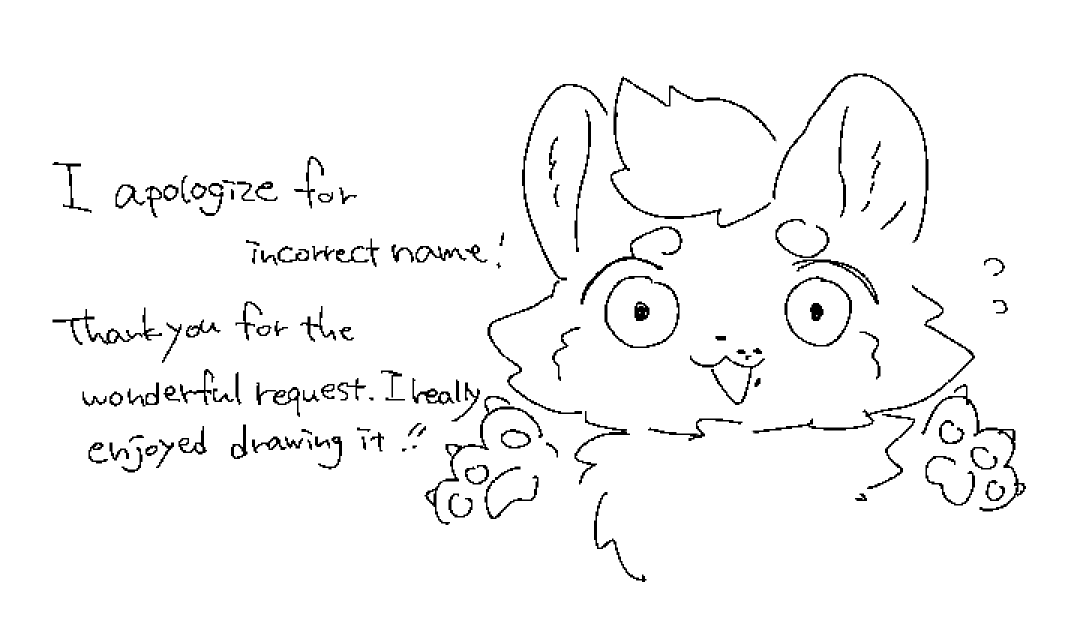 I apologize for
incorrect name!
Thank you for the
wonderful request. I really
enjoyed drawing it!!